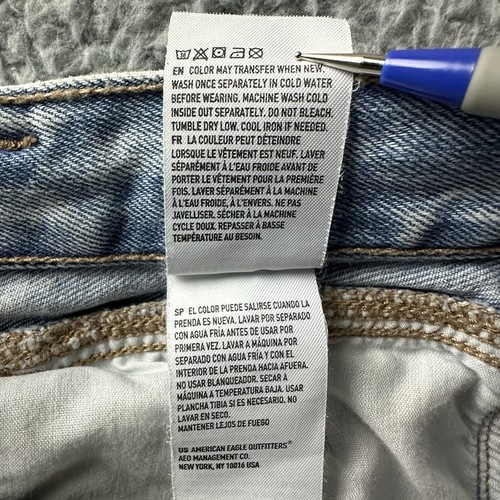 EN COLOR MAY TRANSFER WHEN NEW.
WASH ONCE SEPARATELY IN COLD WATER
BEFORE WEARING. MACHINE WASH COLD
INSIDE OUT SEPARATELY. DO NOT BLEACH.
TUMBLE DRY LOW. COOL IRON IF NEEDED.
FR LA COULEUR PEUT DÉTEINDRE
LORSQUE LE VÊTEMENT EST NEUF. LAVER
SÉPARÉMENT À L'EAU FROIDE AVANT DE
PORTER LE VÊTEMENT POUR LA PREMIÈRE
FOIS. LAVER SÉPARÉMENT À LA MACHINE
À L'EAU FROIDE, À L'ENVERS. NE PAS
JAVELLISER. SÉCHER À LA MACHINE
CYCLE DOUX. REPASSER À BASSE
TEMPÉRATURE AU BESOIN.
SP EL COLOR PUEDE SALIRSE CUANDO LA
PRENDA ES NUEVA, LAVAR POR SEPARADO
CON AGUA FRÍA ANTES DE USAR POR
PRIMERA VEZ. LAVAR A MÁQUINA POR
SEPARADO CON AGUA FRÍA Y CON EL
INTERIOR DE LA PRENDA HACIA AFUERA.
NO USAR BLANQUEADOR. SECAR A
MÁQUINA A TEMPERATURA BAJA. USAR
PLANCHA TIBIA SI ES NECESARIO. NO
LAVAR EN SECO.
MANTENER LEJOS DE FUEGO
US AMERICAN EAGLE OUTFITTERS®
AEO MANAGEMENT CO.
NEW YORK, NY 10016 USA